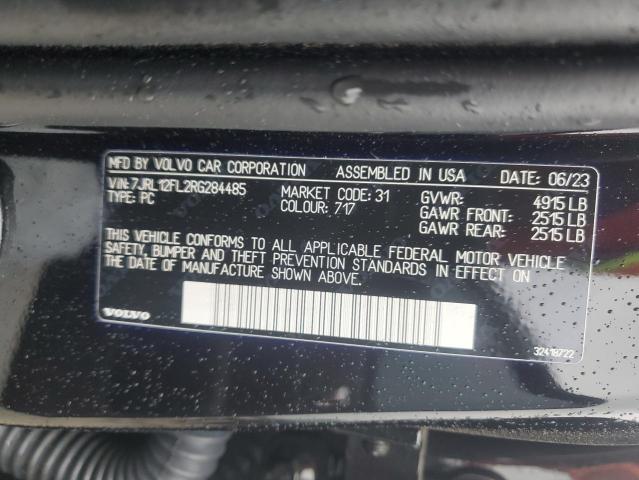 MFD BY VOLVO CAR CORPORATION ASSEMBLED IN USA DATE: 06/23
VIN:7JRL12FL2RG284485 MARKET CODE: 31 GVWR: 4915 LB
TYPE: PC COLOUR: 717 GAWR FRONT: 2515 LB
GAWR REAR: 2515 LB
THIS VEHICLE CONFORMS TO ALL APPLICABLE FEDERAL MOTOR VEHICLE
SAFETY, BUMPER AND THEFT PREVENTION STANDARDS IN EFFECT ON
THE DATE OF MANUFACTURE SHOWN ABOVE.
VOLVO 32418722